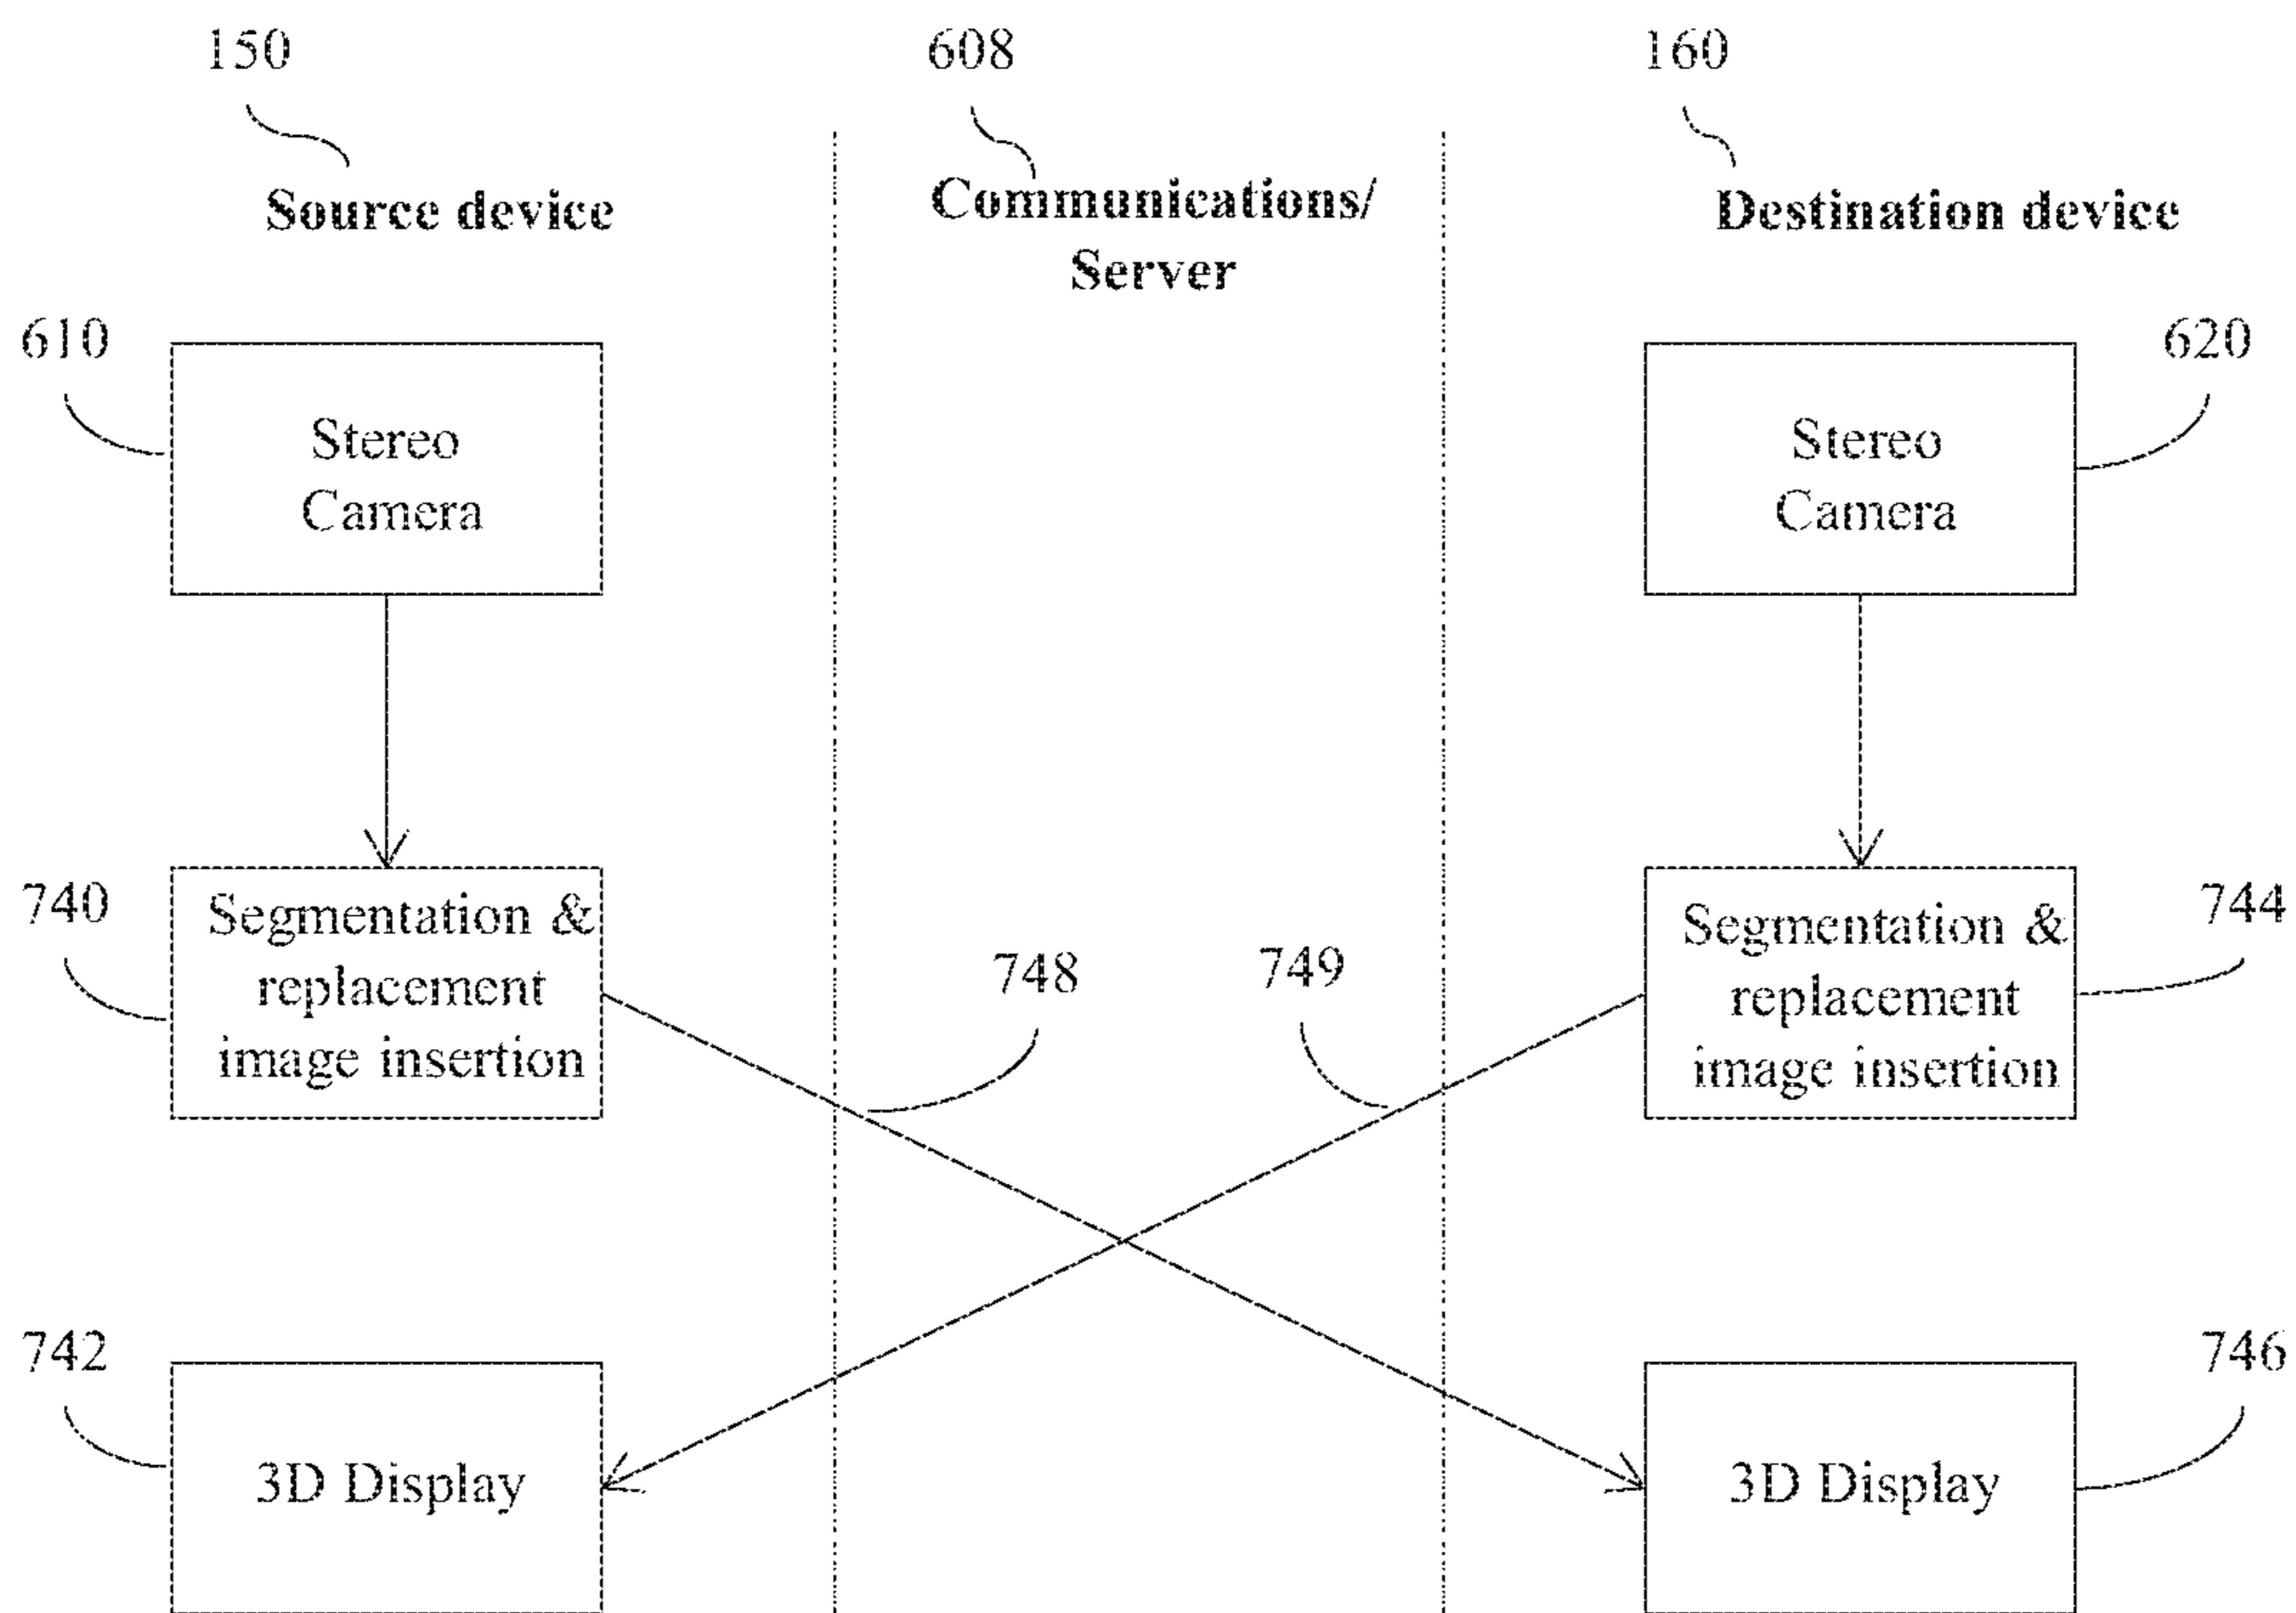 150
608
160
Source device
Communications/
Server
Destination device
610
Stereo
Camera
620
Stereo
Camera
740
Segmentation &
replacement
image insertion
748
749
744
Segmentation &
replacement
image insertion
742
3D Display
746
3D Display